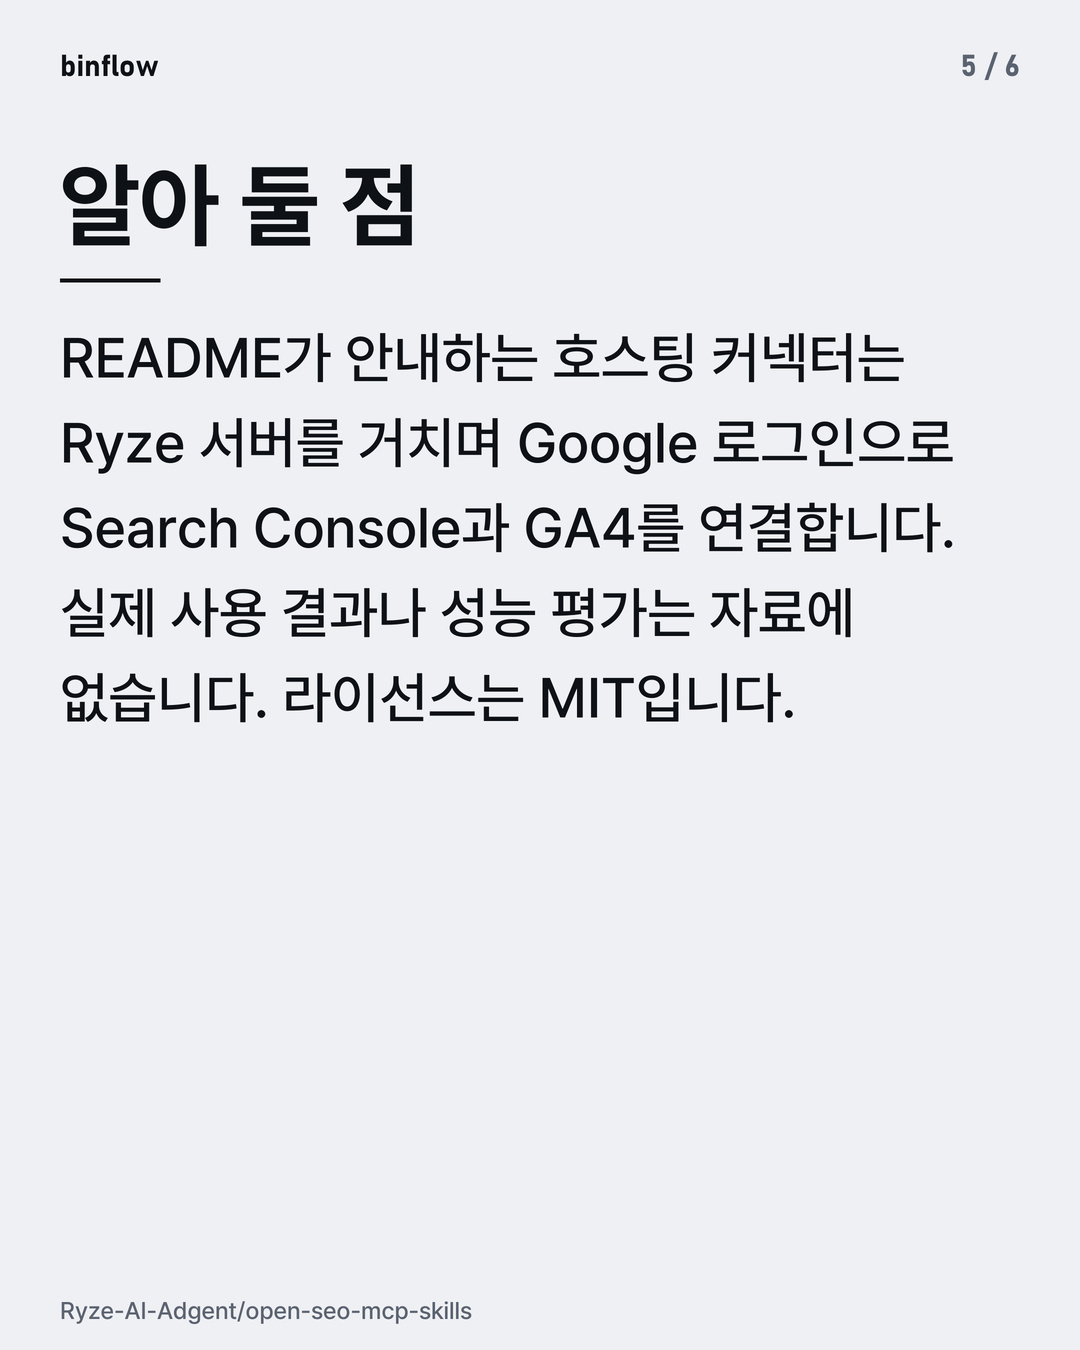 binflow
5 / 6
알아 둘 점
README가 안내하는 호스팅 커넥터는
Ryze 서버를 거치며 Google 로그인으로
Search Console과 GA4를 연결합니다.
실제 사용 결과나 성능 평가는 자료에
없습니다. 라이선스는 MIT입니다.
Ryze-AI-Adgent/open-seo-mcp-skills